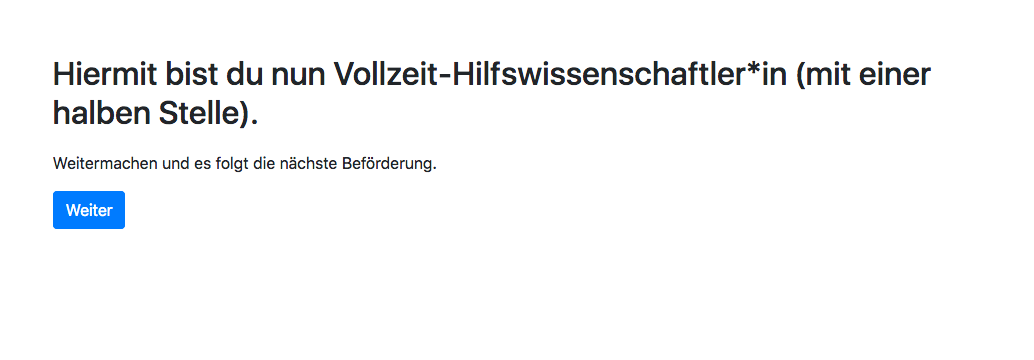 Hiermit bist du nun Vollzeit-Hilfswissenschaftler*in (mit einer
halben Stelle).
Weitermachen und es folgt die nächste Beförderung.
Weiter